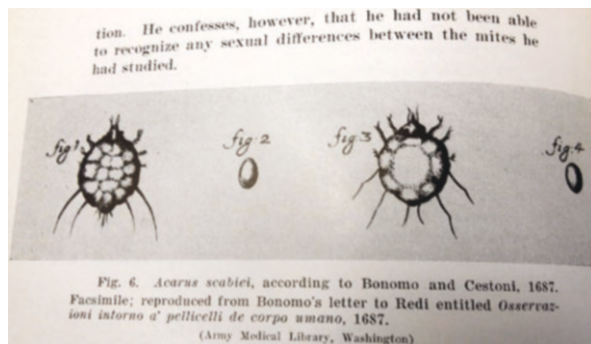 tion. He confesses, however, that he had not been able
to recognize any sexual differences between the mites he
had studied.
fig 1. fig. 2 fig. 3 fig. 4
Fig. 6. Acarus scabiei, according to Bonomo and Cestoni, 1687.
Facsimile; reproduced from Bonomo's letter to Redi entitled Osservaz-
ioni intorno a' pellicelli de corpo umano, 1687.
(Army Medical Library, Washington)